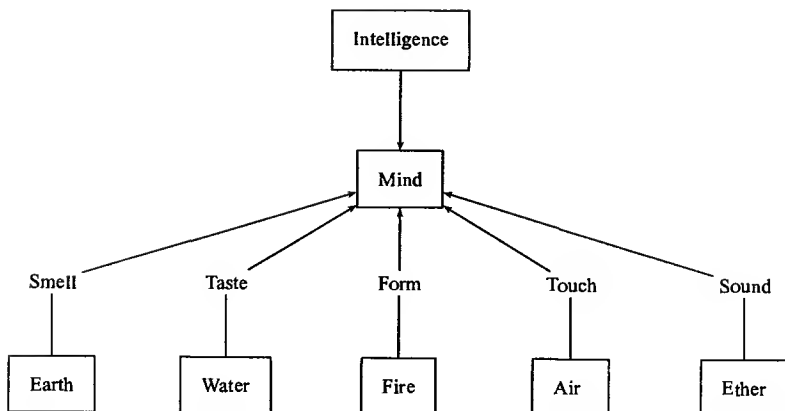 Intelligence
Mind
Smell Taste Form Touch Sound
Earth Water Fire Air Ether